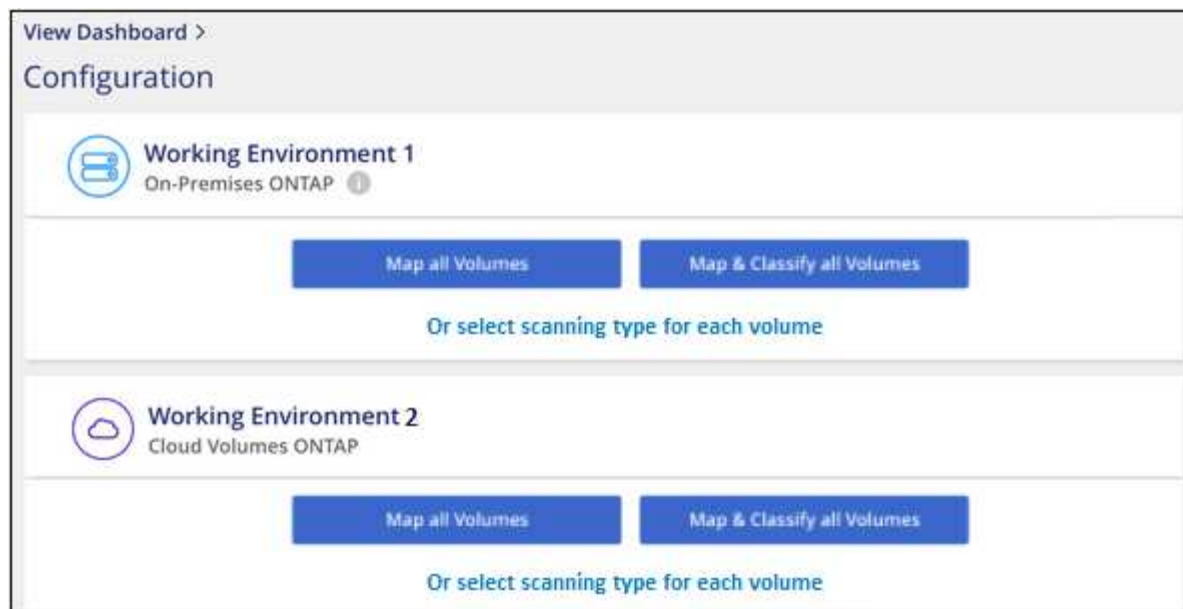 View Dashboard >
Configuration
Working Environment 1
On-Premises ONTAP i
Map all Volumes
Map & Classify all Volumes
Or select scanning type for each volume
Working Environment 2
Cloud Volumes ONTAP
Map all Volumes
Map & Classify all Volumes
Or select scanning type for each volume